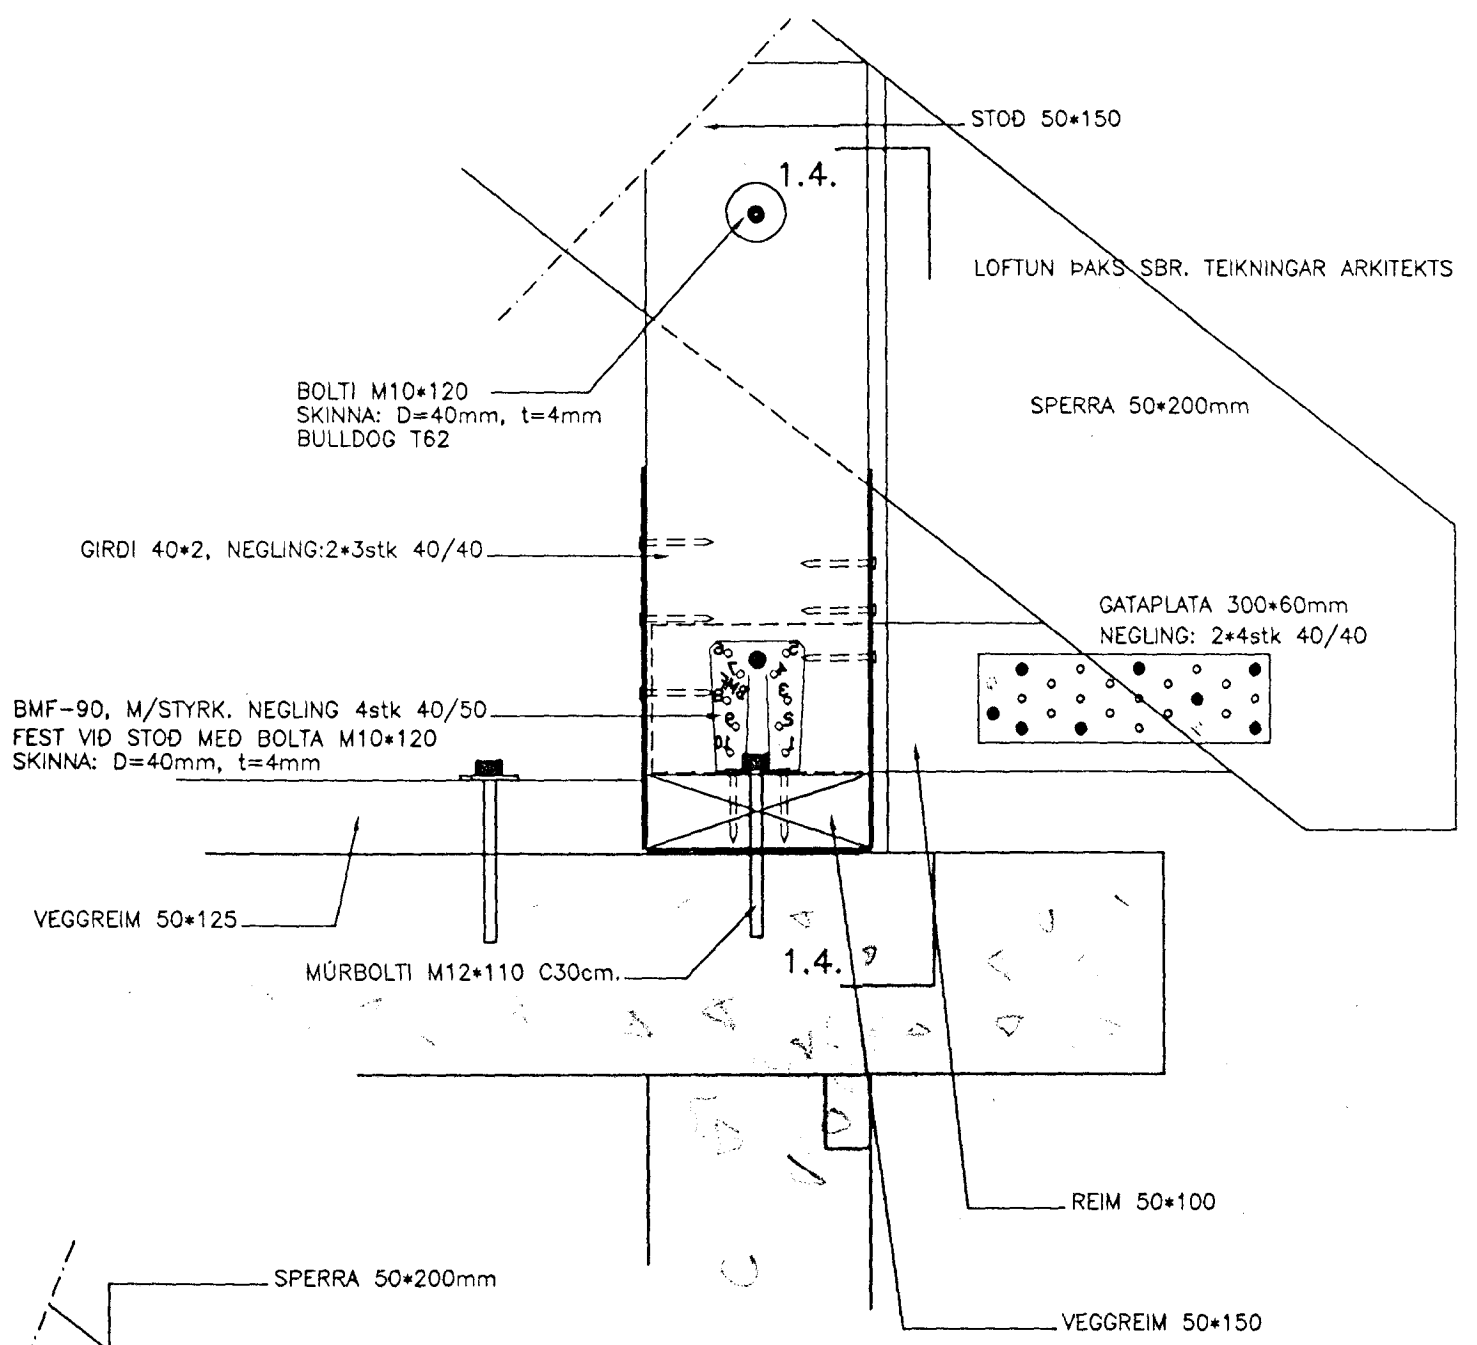 STOÐ 50*150
1.4.
LOFTUN ÞAKS SBR. TEIKNINGAR ARKITEKTS
BOLTI M10*120
SKINNA: D=40mm, t=4mm
BULLDOG T62
SPERRA 50*200mm
GIRDI 40*2, NEGLING:2*3stk 40/40
GATAPLATA 300*60mm
NEGLING: 2*4stk 40/40
BMF-90, M/STYRK. NEGLING 4stk 40/50
FEST VIÐ STOÐ MEÐ BOLTA M10*120
SKINNA: D=40mm, t=4mm
VEGGREIM 50*125
MÚRBOLTI M12*110 C30cm.
1.4.
REIM 50*100
SPERRA 50*200mm
VEGGREIM 50*150